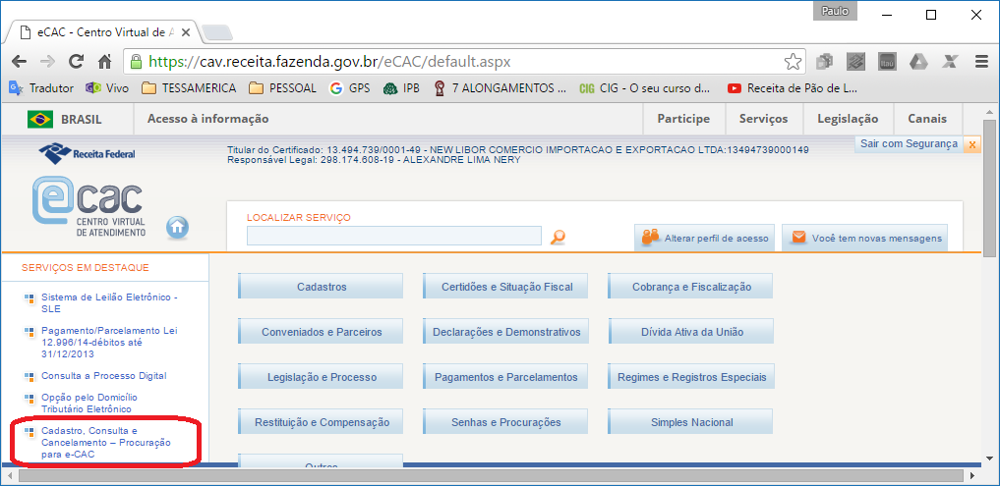 Paulo
eCAC - Centro Virtual de A
https://cav.receita.fazenda.gov.br/eCAC/default.aspx
Tradutor Vivo TESSAMERICA PESSOAL GPS IPB 7 ALONGAMENTOS ... CIG CIG - O seu curso d... Receita de Pão de L...
BRASIL Acesso à informação Participe Serviços Legislação Canais
Receita Federal
Titular do Certificado: 13.494.739/0001-49 - NEW LIBOR COMERCIO IMPORTACAO E EXPORTACAO LTDA:13494739000149
Responsável Legal: 298.174.608-19 - ALEXANDRE LIMA NERY
Sair com Segurança x
ecac
CENTRO VIRTUAL
DE ATENDIMENTO
LOCALIZAR SERVIÇO
Alterar perfil de acesso Você tem novas mensagens
SERVIÇOS EM DESTAQUE
Sistema de Leilão Eletrônico -
SLE
Pagamento/Parcelamento Lei
12.996/14-débitos até
31/12/2013
Consulta a Processo Digital
Opção pelo Domicílio
Tributário Eletrônico
Cadastro, Consulta e
Cancelamento – Procuração
para e-CAC
Cadastros Certidões e Situação Fiscal Cobrança e Fiscalização
Conveniados e Parceiros Declarações e Demonstrativos Dívida Ativa da União
Legislação e Processo Pagamentos e Parcelamentos Regimes e Registros Especiais
Restituição e Compensação Senhas e Procurações Simples Nacional
Outros